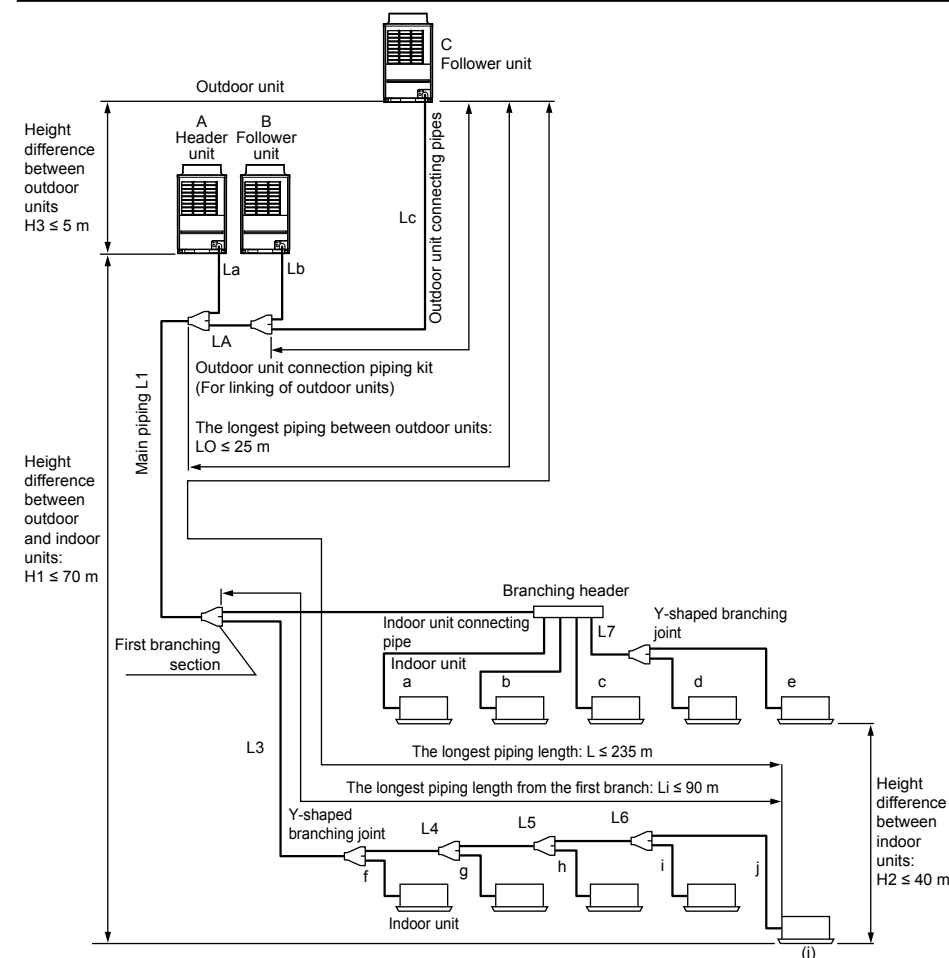 C
Follower unit
Outdoor unit
Height
difference
between
outdoor
units
H3 ≤ 5 m
A
Header
unit
B
Follower
unit
Outdoor unit connecting pipes
Lc
La
Lb
LA
Outdoor unit connection piping kit
(For linking of outdoor units)
Main piping L1
The longest piping between outdoor units:
LO ≤ 25 m
Height
difference
between
outdoor
and indoor
units:
H1 ≤ 70 m
Branching header
First branching
section
Indoor unit connecting
pipe
L7
Y-shaped branching
joint
Indoor unit
a
b
c
d
e
L3
The longest piping length: L ≤ 235 m
The longest piping length from the first branch: Li ≤ 90 m
Height
difference
between
indoor
units:
H2 ≤ 40 m
Y-shaped
branching joint
L4
L5
L6
f
g
h
i
j
Indoor unit
(j)